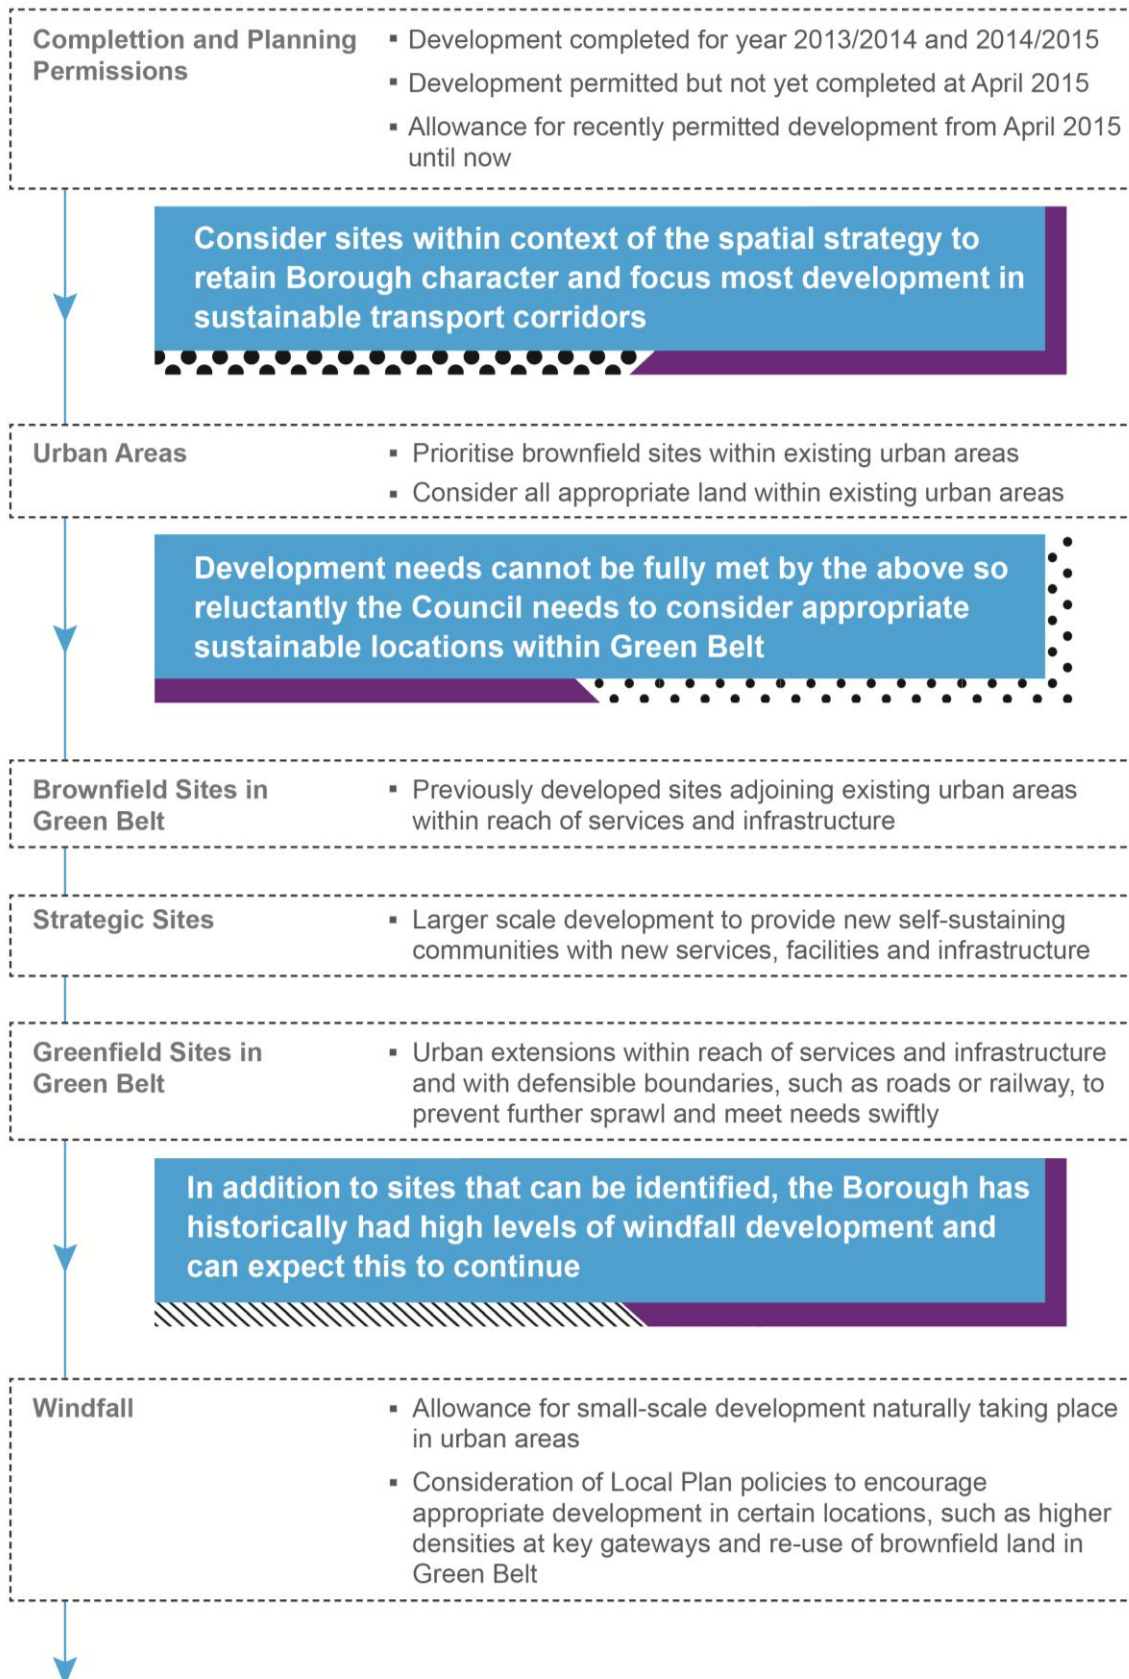 Complettion and Planning
Permissions
▪ Development completed for year 2013/2014 and 2014/2015
▪ Development permitted but not yet completed at April 2015
▪ Allowance for recently permitted development from April 2015
until now
Consider sites within context of the spatial strategy to
retain Borough character and focus most development in
sustainable transport corridors
Urban Areas
▪ Prioritise brownfield sites within existing urban areas
▪ Consider all appropriate land within existing urban areas
Development needs cannot be fully met by the above so
reluctantly the Council needs to consider appropriate
sustainable locations within Green Belt
Brownfield Sites in
Green Belt
▪ Previously developed sites adjoining existing urban areas
within reach of services and infrastructure
Strategic Sites
▪ Larger scale development to provide new self-sustaining
communities with new services, facilities and infrastructure
Greenfield Sites in
Green Belt
▪ Urban extensions within reach of services and infrastructure
and with defensible boundaries, such as roads or railway, to
prevent further sprawl and meet needs swiftly
In addition to sites that can be identified, the Borough has
historically had high levels of windfall development and
can expect this to continue
Windfall
▪ Allowance for small-scale development naturally taking place
in urban areas
▪ Consideration of Local Plan policies to encourage
appropriate development in certain locations, such as higher
densities at key gateways and re-use of brownfield land in
Green Belt